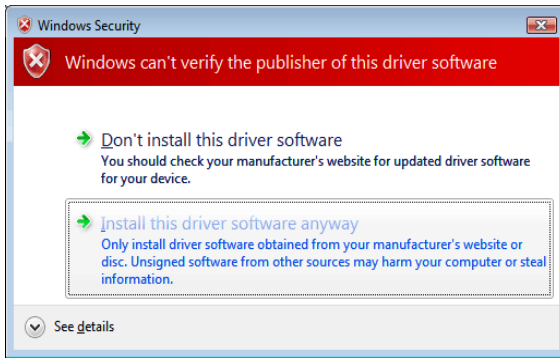 Windows Security
Windows can't verify the publisher of this driver software
Don't install this driver software
You should check your manufacturer's website for updated driver software
for your device.
Install this driver software anyway
Only install driver software obtained from your manufacturer's website or
disc. Unsigned software from other sources may harm your computer or steal
information.
See details